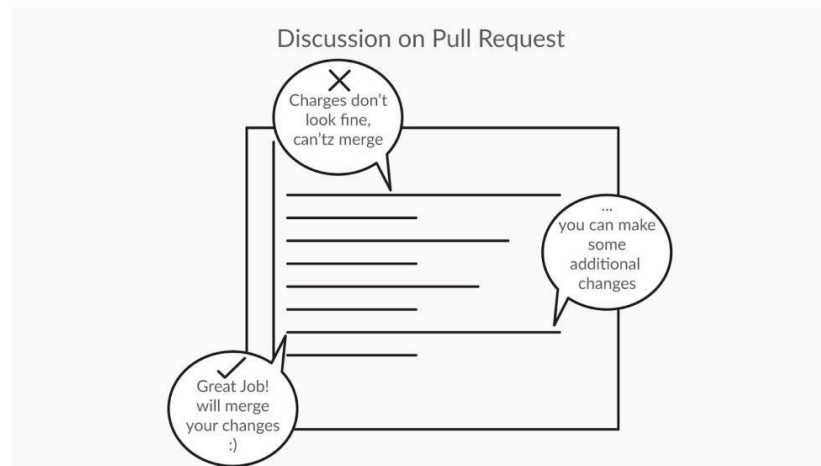 Discussion on Pull Request
Charges don't
look fine,
can'tz merge
...
you can make
some
additional
changes
Great Job!
will merge
your changes
:)